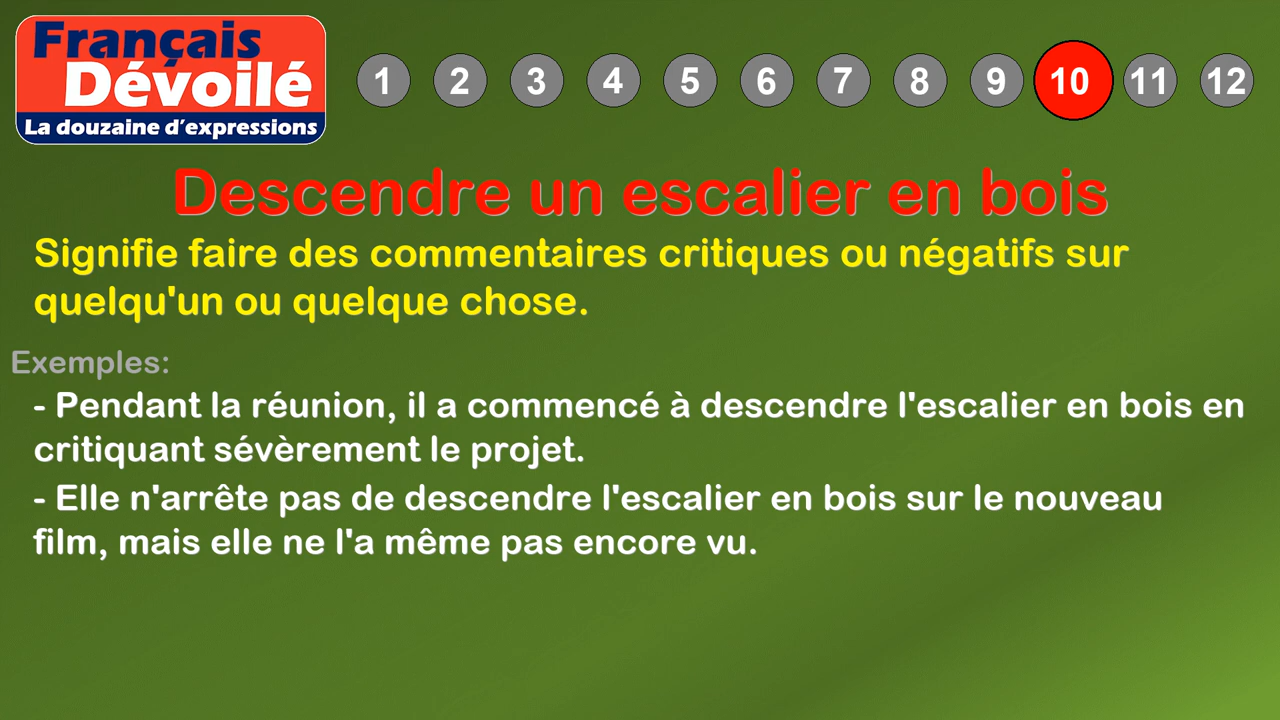 Français
Dévoilé
La douzaine d'expressions
1 2 3 4 5 6 7 8 9 10 11 12
Descendre un escalier en bois
Signifie faire des commentaires critiques ou négatifs sur
quelqu'un ou quelque chose.
Exemples:
- Pendant la réunion, il a commencé à descendre l'escalier en bois en
critiquant sévèrement le projet.
- Elle n'arrête pas de descendre l'escalier en bois sur le nouveau
film, mais elle ne l'a même pas encore vu.